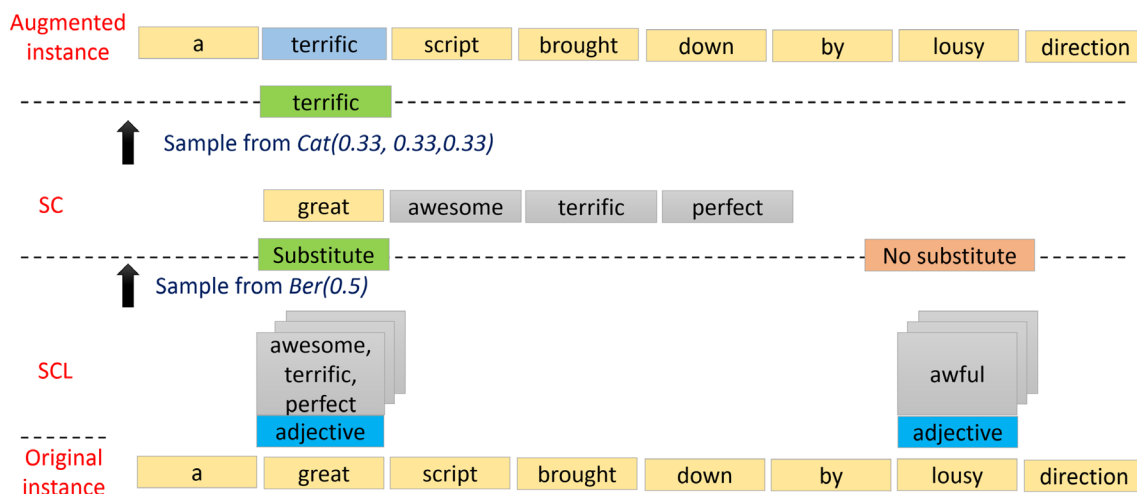 Augmented
instance
a terrific script brought down by lousy direction
terrific
Sample from Cat(0.33, 0.33,0.33)
SC
great awesome terrific perfect
Substitute No substitute
Sample from Ber(0.5)
SCL
awesome,
terrific,
perfect
awful
adjective adjective
Original
instance
a great script brought down by lousy direction